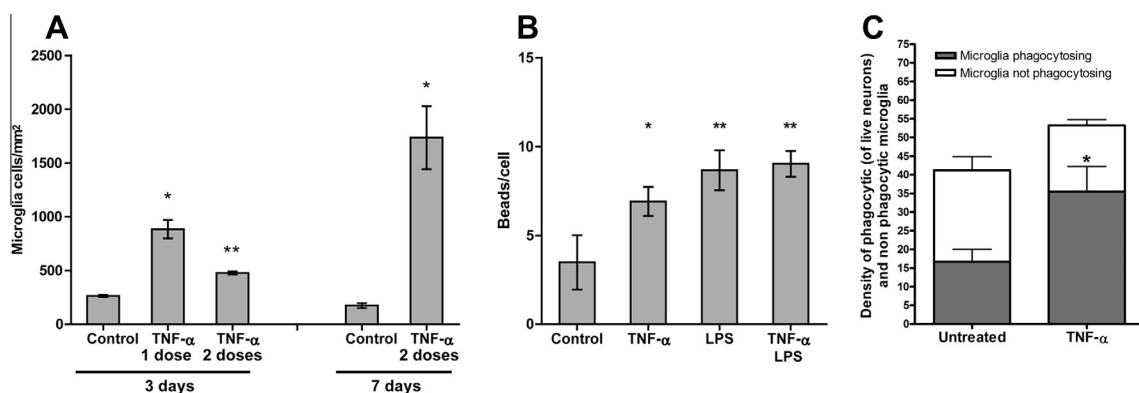 A
Microglia cells/mm²
2500
2000
1500
1000
500
0
*
**
*
Control
TNF-α
1 dose
TNF-α
2 doses
Control
TNF-α
2 doses
3 days
7 days
B
Beads/cell
15
10
5
0
*
**
**
Control
TNF-α
LPS
TNF-α
LPS
C
Density of phagocytic (of live neurons)
and non phagocytic microglia
75
70
65
60
55
50
45
40
35
30
25
20
15
10
5
0
Microglia phagocytosing
Microglia not phagocytosing
*
Untreated
TNF-α